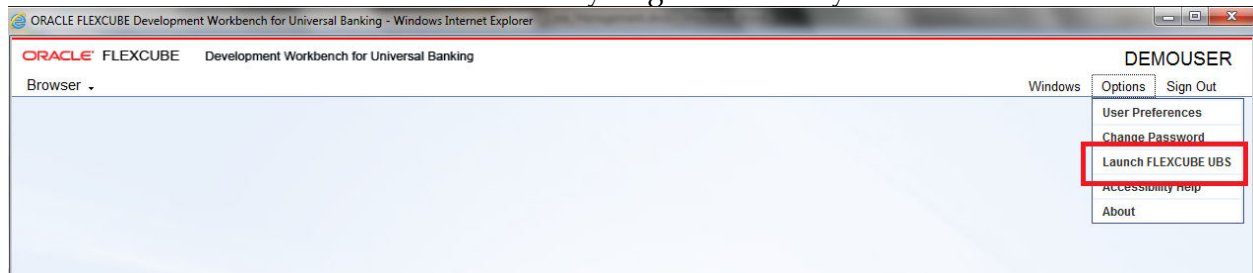 ORACLE FLEXCUBE Development Workbench for Universal Banking - Windows Internet Explorer
ORACLE FLEXCUBE Development Workbench for Universal Banking DEMOUSER
Browser Windows Options Sign Out
User Preferences
Change Password
Launch FLEXCUBE UBS
Accessibility Help
About